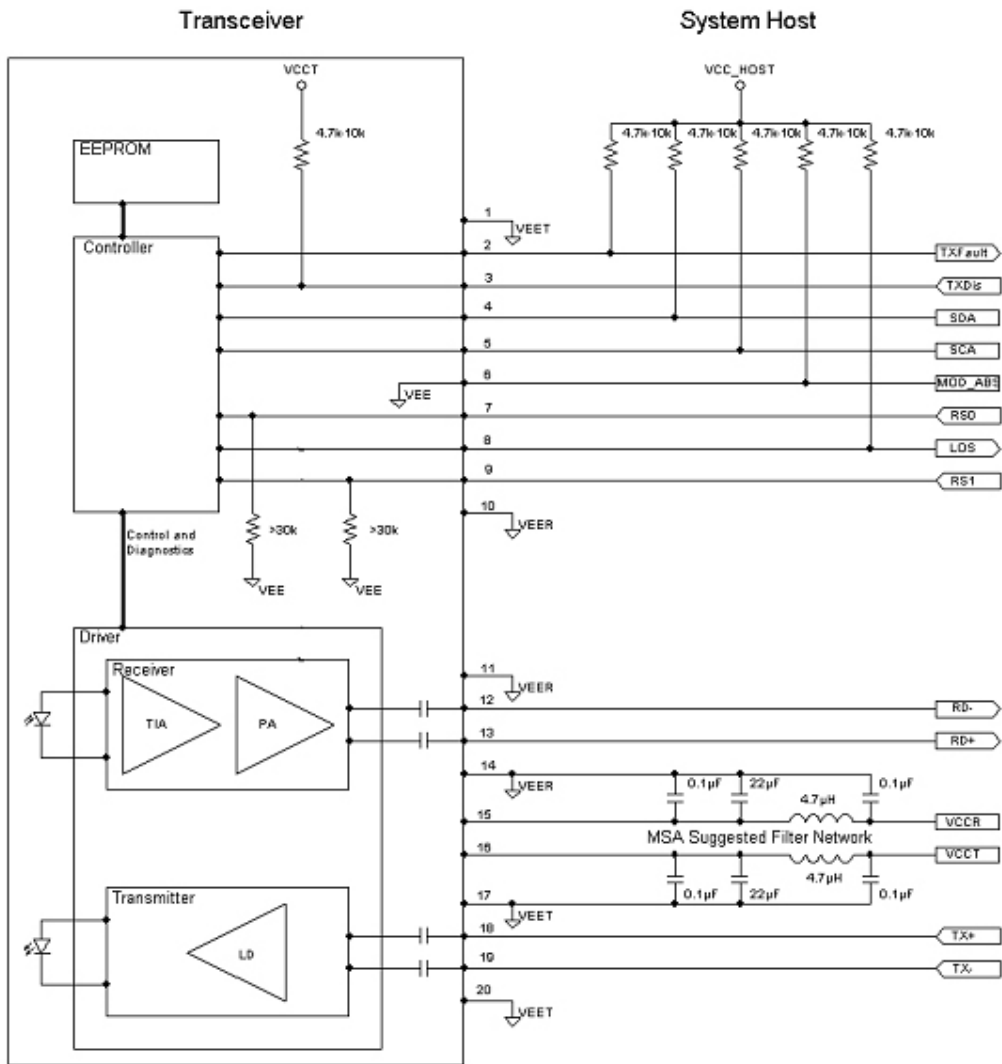 Transceiver
System Host
VCCT
VCC_HOST
4.7k-10k
4.7k-10k
4.7k-10k
4.7k-10k
4.7k-10k
4.7k-10k
EEPROM
Controller
1
VEET
2
TXFault
3
TXDis
4
SDA
5
SCA
6
MOD_ABS
VEE
7
RS0
8
LOS
9
RS1
10
VEER
>30k
>30k
Control and
Diagnostics
VEE
VEE
Driver
Receiver
TIA
PA
11
VEER
12
RD-
13
RD+
14
VEER
0.1µF
22µF
4.7µH
0.1µF
15
VCCR
MSA Suggested Filter Network
16
VCCT
4.7µH
0.1µF
22µF
0.1µF
17
VEET
Transmitter
LD
18
TX+
19
TX-
20
VEET